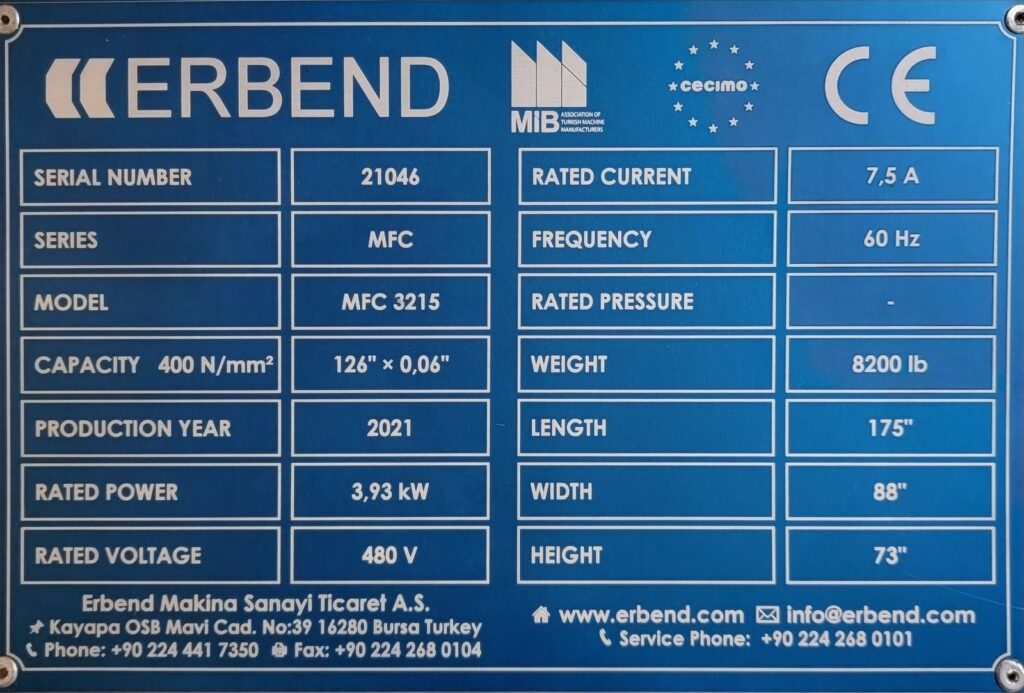 ERBEND
MIB ASSOCIATION OF
TURKISH MACHINE
MANUFACTURERS
cecimo
CE
SERIAL NUMBER 21046
SERIES MFC
MODEL MFC 3215
CAPACITY 400 N/mm² 126" × 0,06"
PRODUCTION YEAR 2021
RATED POWER 3,93 kW
RATED VOLTAGE 480 V
RATED CURRENT 7,5 A
FREQUENCY 60 Hz
RATED PRESSURE -
WEIGHT 8200 lb
LENGTH 175"
WIDTH 88"
HEIGHT 73"
Erbend Makina Sanayi Ticaret A.S.
Kayapa OSB Mavi Cad. No:39 16280 Bursa Turkey
Phone: +90 224 441 7350 Fax: +90 224 268 0104
www.erbend.com info@erbend.com
Service Phone: +90 224 268 0101